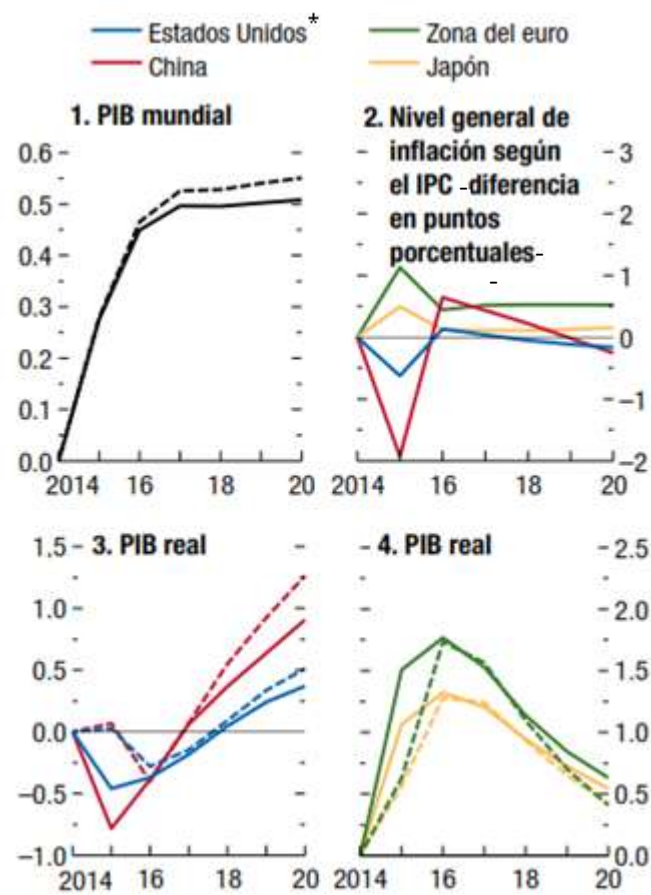 Estados Unidos* Zona del euro
China Japón
1. PIB mundial
0.6
0.5
0.4
0.3
0.2
0.1
0.0
2014 16 18 20
2. Nivel general de
inflación según
el IPC -diferencia
en puntos
porcentuales-
3
2
1
0
–1
–2
2014 16 18 20
3. PIB real
1.5
1.0
0.5
0.0
–0.5
–1.0
2014 16 18 20
4. PIB real
2.5
2.0
1.5
1.0
0.5
0.0
2014 16 18 20